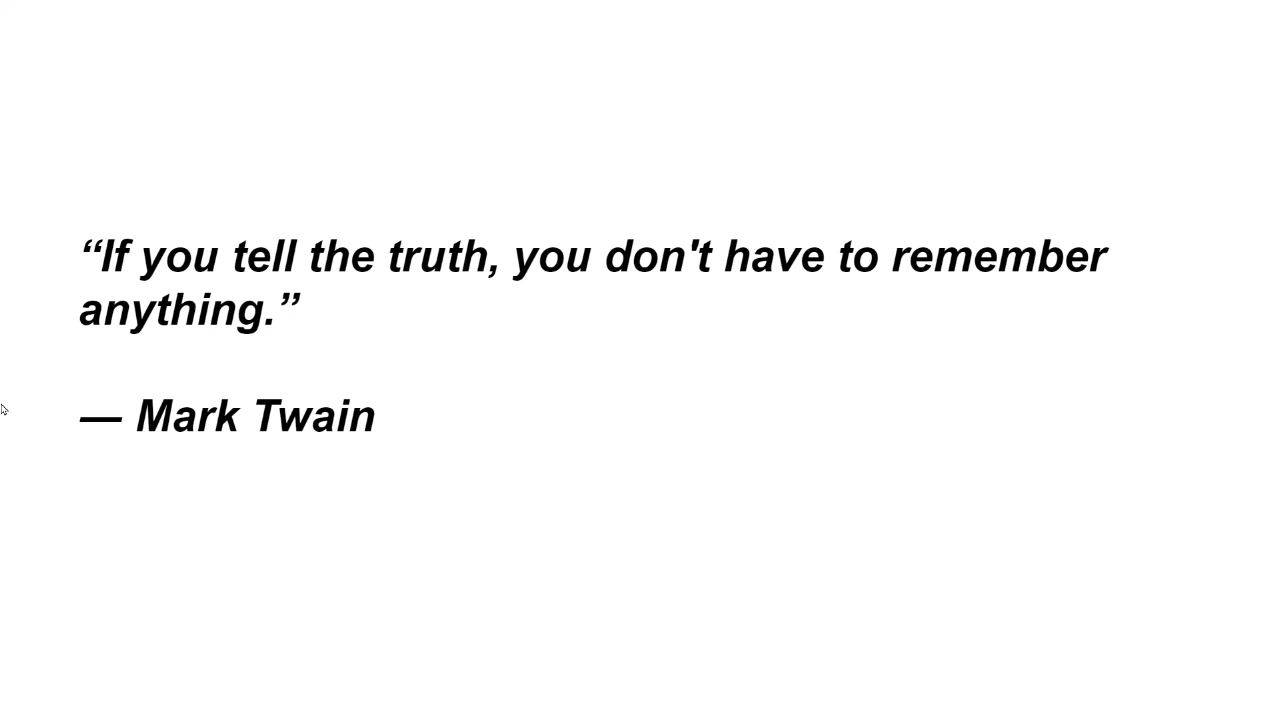 “If you tell the truth, you don't have to remember
anything.”
— Mark Twain